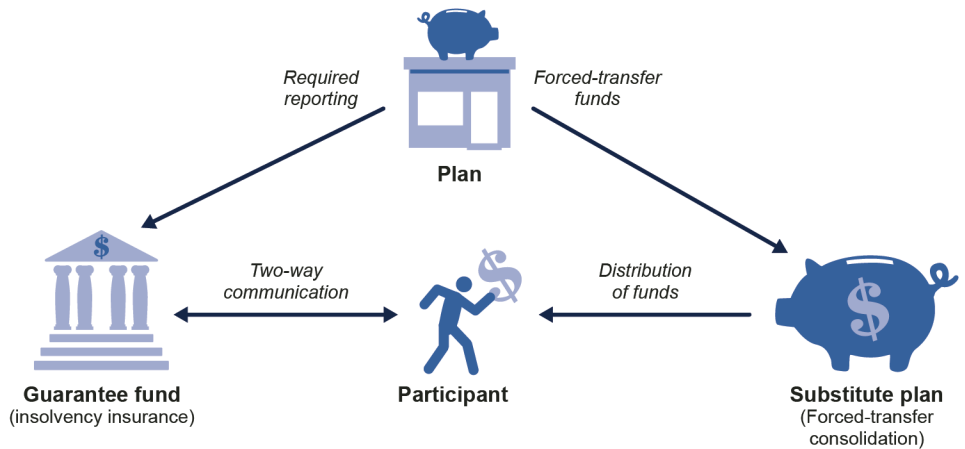 Required
reporting
Forced-transfer
funds
Plan
$
Two-way
communication
$
Distribution
of funds
$
Guarantee fund
(insolvency insurance)
Participant
Substitute plan
(Forced-transfer
consolidation)